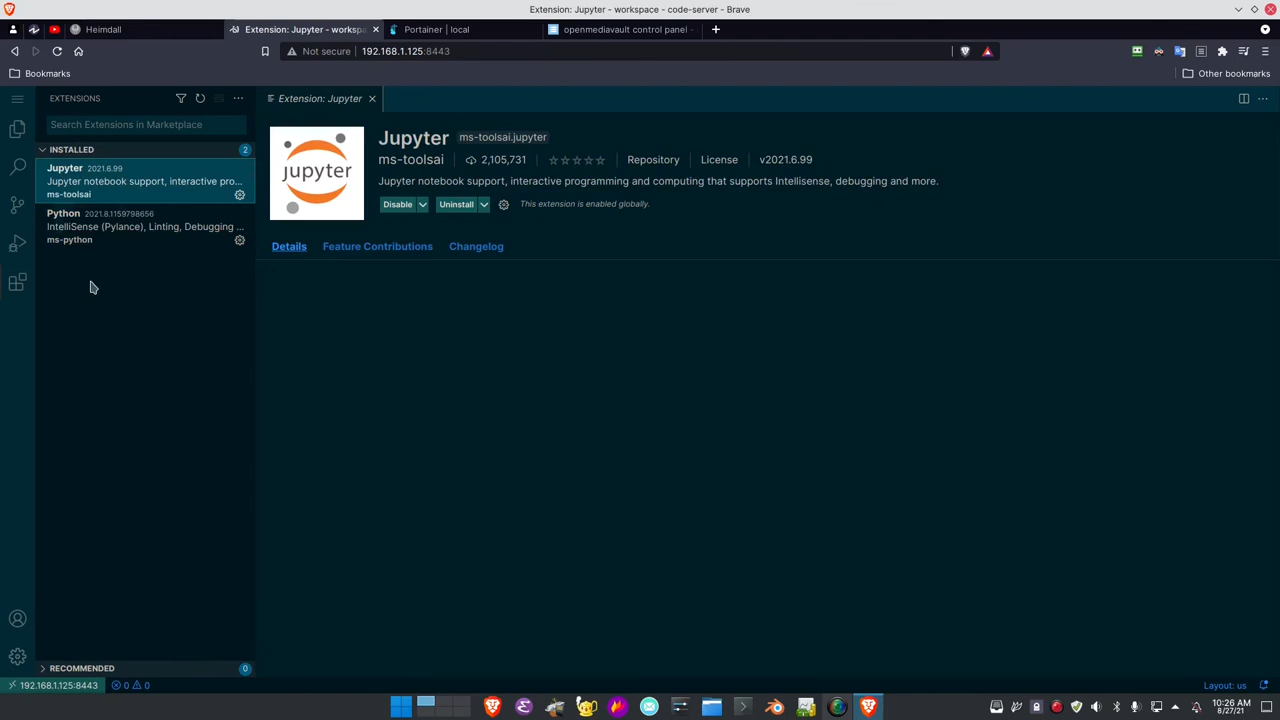 Extension: Jupyter - workspace - code-server - Brave
Heimdall
Extension: Jupyter - workspa
Portainer | local
openmediavault control panel -
Not secure
192.168.1.125:8443
Bookmarks
Other bookmarks
EXTENSIONS
Extension: Jupyter
Search Extensions in Marketplace
INSTALLED
2
Jupyter 2021.6.99
Jupyter notebook support, interactive pro...
ms-toolsai
Python 2021.8.1159798656
IntelliSense (Pylance), Linting, Debugging ...
ms-python
jupyter
Jupyter
ms-toolsai.jupyter
ms-toolsai
2,105,731
Repository
License
v2021.6.99
Jupyter notebook support, interactive programming and computing that supports Intellisense, debugging and more.
Disable
Uninstall
This extension is enabled globally.
Details
Feature Contributions
Changelog
RECOMMENDED
0
192.168.1.125:8443
0
0
Layout: us
10:26 AM
8/27/21